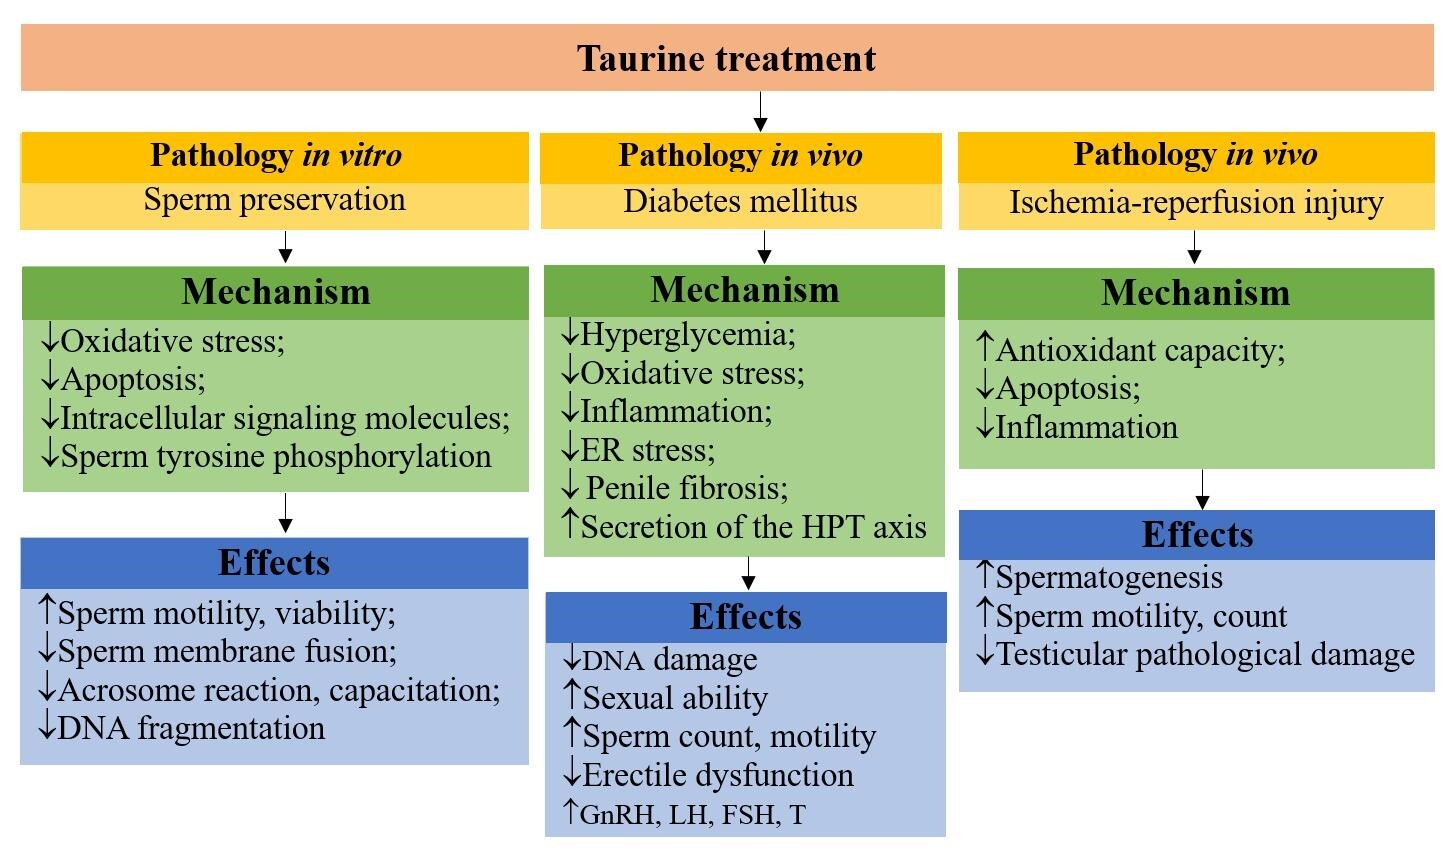 Taurine treatment
Pathology in vitro
Sperm preservation
Mechanism
↓Oxidative stress;
↓Apoptosis;
↓Intracellular signaling molecules;
↓Sperm tyrosine phosphorylation
Effects
↑Sperm motility, viability;
↓Sperm membrane fusion;
↓Acrosome reaction, capacitation;
↓DNA fragmentation
Pathology in vivo
Diabetes mellitus
Mechanism
↓Hyperglycemia;
↓Oxidative stress;
↓Inflammation;
↓ER stress;
↓ Penile fibrosis;
↑Secretion of the HPT axis
Effects
↓DNA damage
↑Sexual ability
↑Sperm count, motility
↓Erectile dysfunction
↑GnRH, LH, FSH, T
Pathology in vivo
Ischemia-reperfusion injury
Mechanism
↑Antioxidant capacity;
↓Apoptosis;
↓Inflammation
Effects
↑Spermatogenesis
↑Sperm motility, count
↓Testicular pathological damage